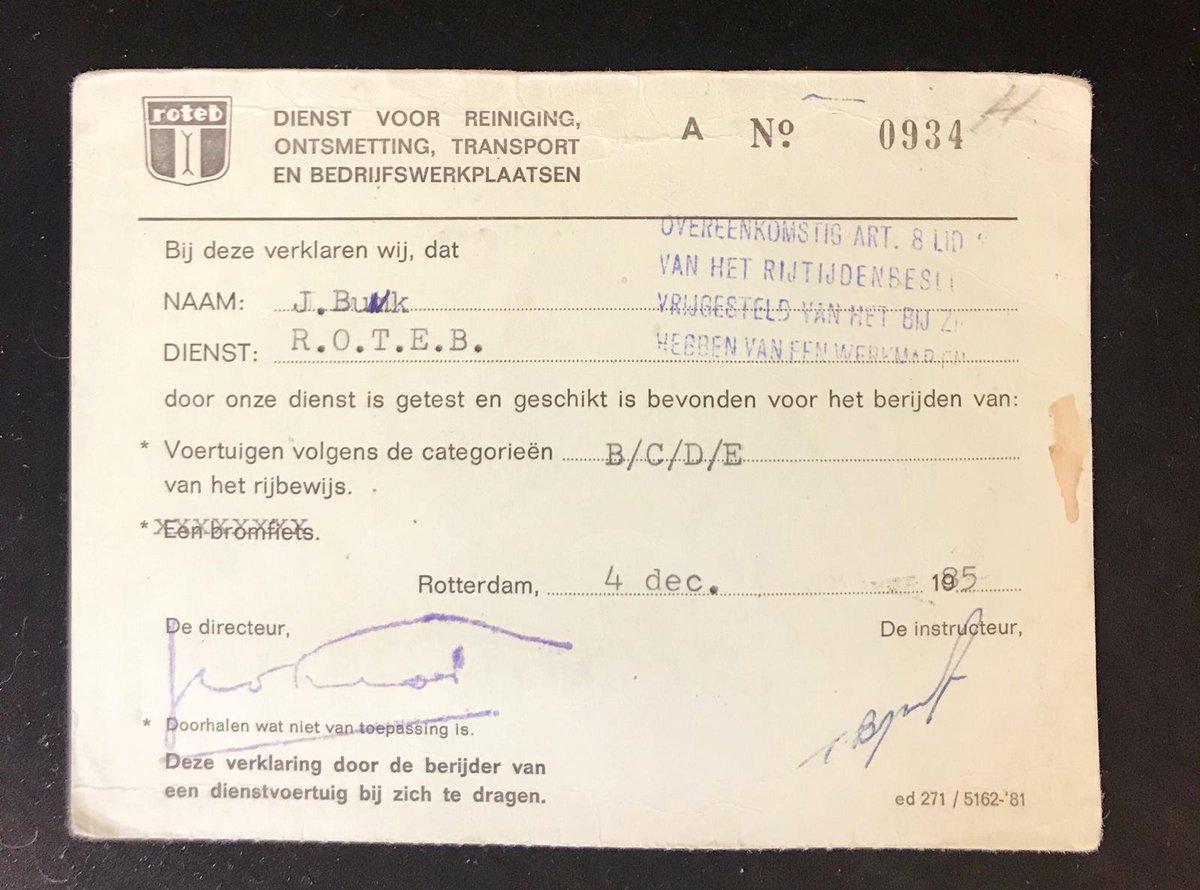 roteb
DIENST VOOR REINIGING,
ONTSMETTING, TRANSPORT
EN BEDRIJFSWERKPLAATSEN
A Nº 0934
Bij deze verklaren wij, dat
OVEREENKOMSTIG ART. 8 LID
VAN HET RIJTIJDENBESL
VRIJGESTELD VAN HET BIJ Z
HEBBEN VAN EEN
NAAM: J. Bunk
DIENST: R.O.T.E.B.
door onze dienst is getest en geschikt is bevonden voor het berijden van:
* Voertuigen volgens de categorieën B/C/D/E
van het rijbewijs.
* Een bromfiets.
Rotterdam, 4 dec. 1985
De directeur,
De instructeur,
* Doorhalen wat niet van toepassing is.
Deze verklaring door de berijder van
een dienstvoertuig bij zich te dragen.
ed 271 / 5162-'81